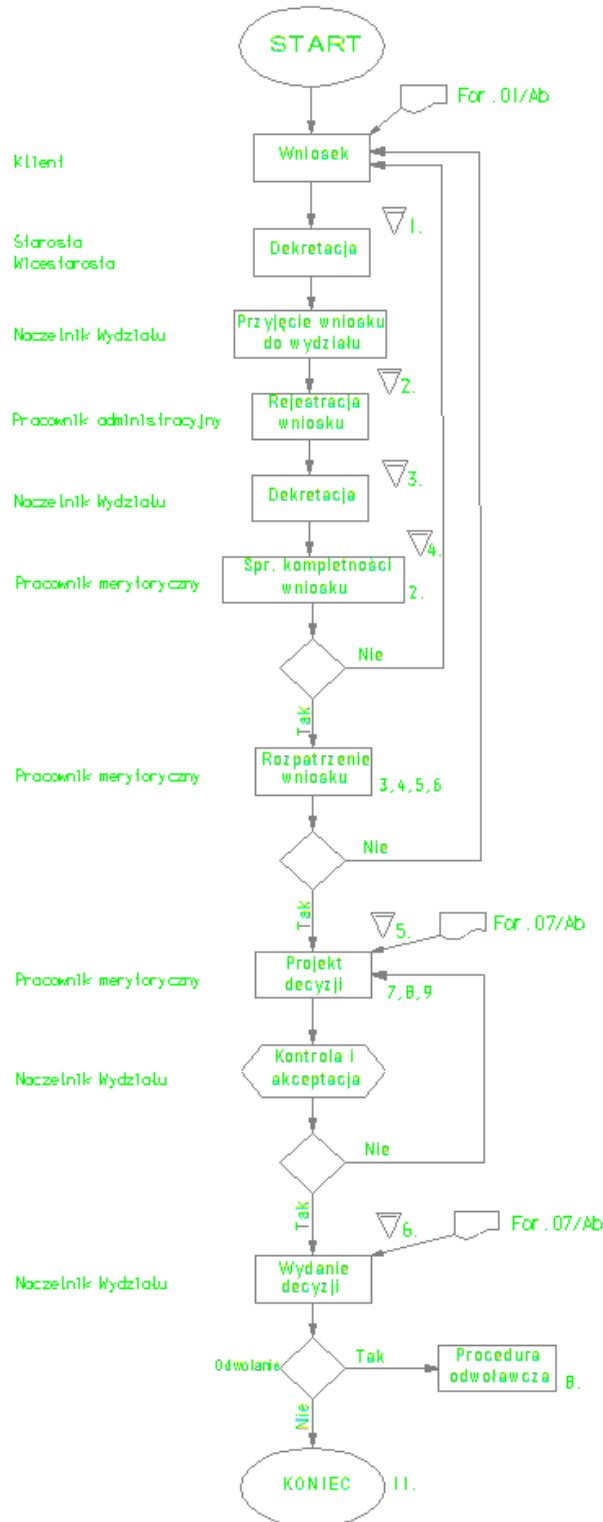 START
For.01/Ab
Wniosek
Klient
1.
Starosta
Wicestarosta
Dekretacja
Przyjęcie wniosku
do wydziału
Naczelnik Wydziału
2.
Rejestracja
wniosku
Pracownik administracyjny
3.
Dekretacja
Naczelnik Wydziału
4.
Spr. kompletności
wniosku
2.
Pracownik merytoryczny
Nie
Tak
Rozpatrzenie
wniosku
3,4,5,6
Pracownik merytoryczny
Nie
Tak
5.
For.07/Ab
Projekt
decyzji
7,8,9
Pracownik merytoryczny
Kontrola i
akceptacja
Naczelnik Wydziału
Nie
Tak
6.
For.07/Ab
Wydanie
decyzji
Naczelnik Wydziału
Odwolanie
Tak
Procedura
odwoławcza
8.
Nie
KONIEC
11.